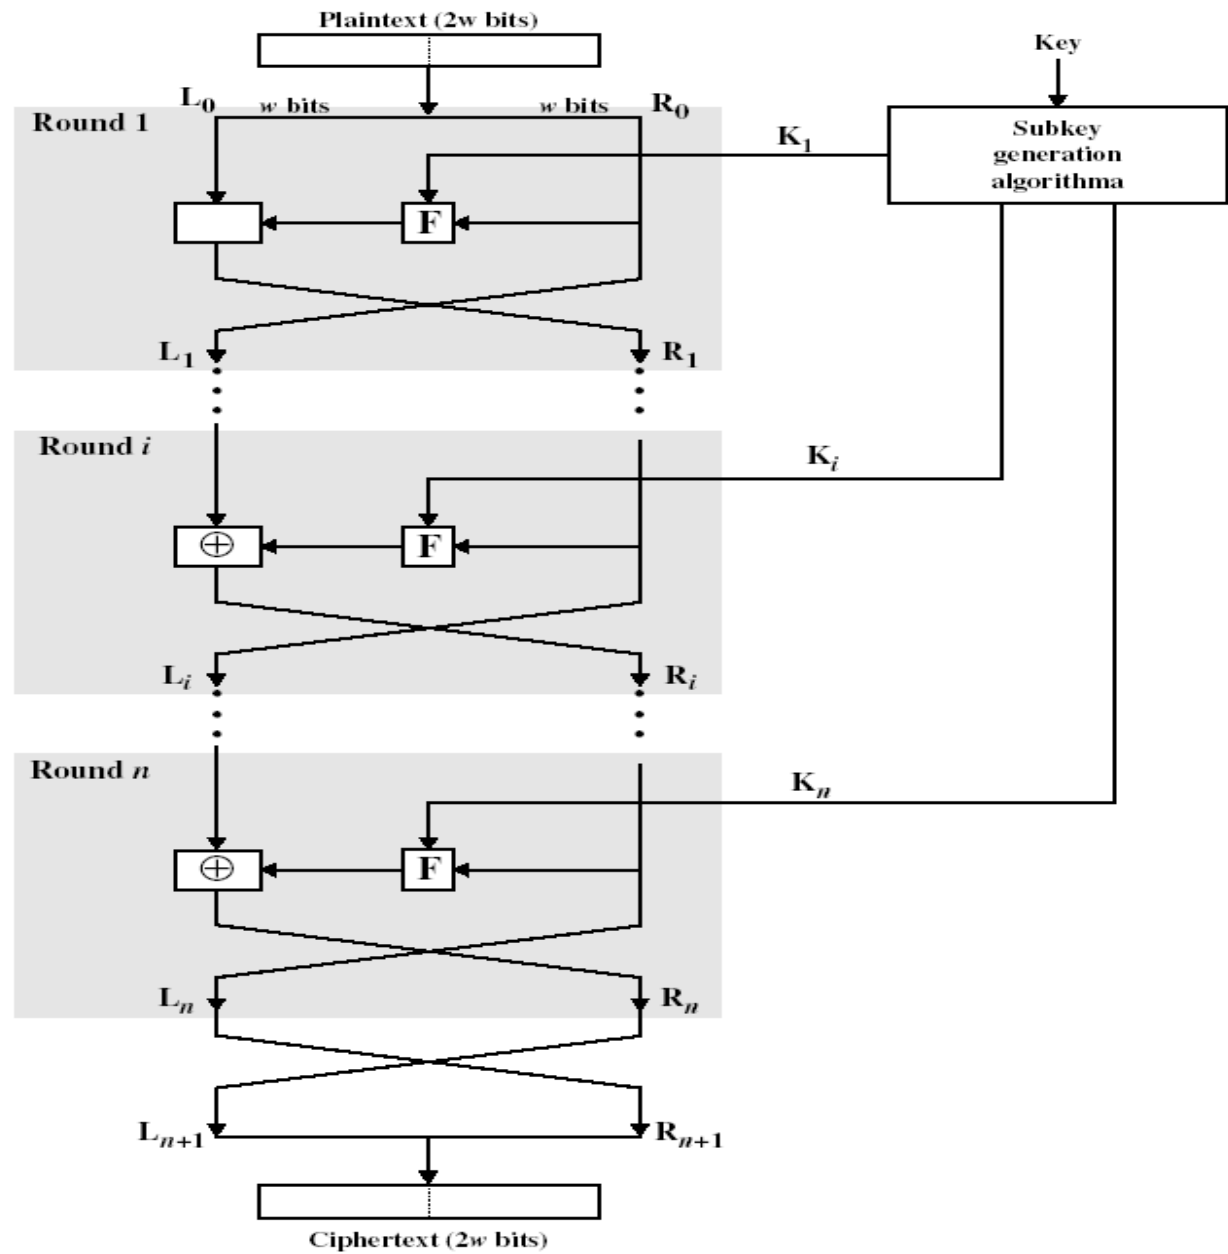 Plaintext (2w bits)
Key
L0 w bits w bits R0
Round 1
K1
Subkey
generation
algorithma
F
L1 R1
Round i
Ki
⊕ F
Li Ri
Round n
Kn
⊕ F
Ln Rn
Ln+1 Rn+1
Ciphertext (2w bits)